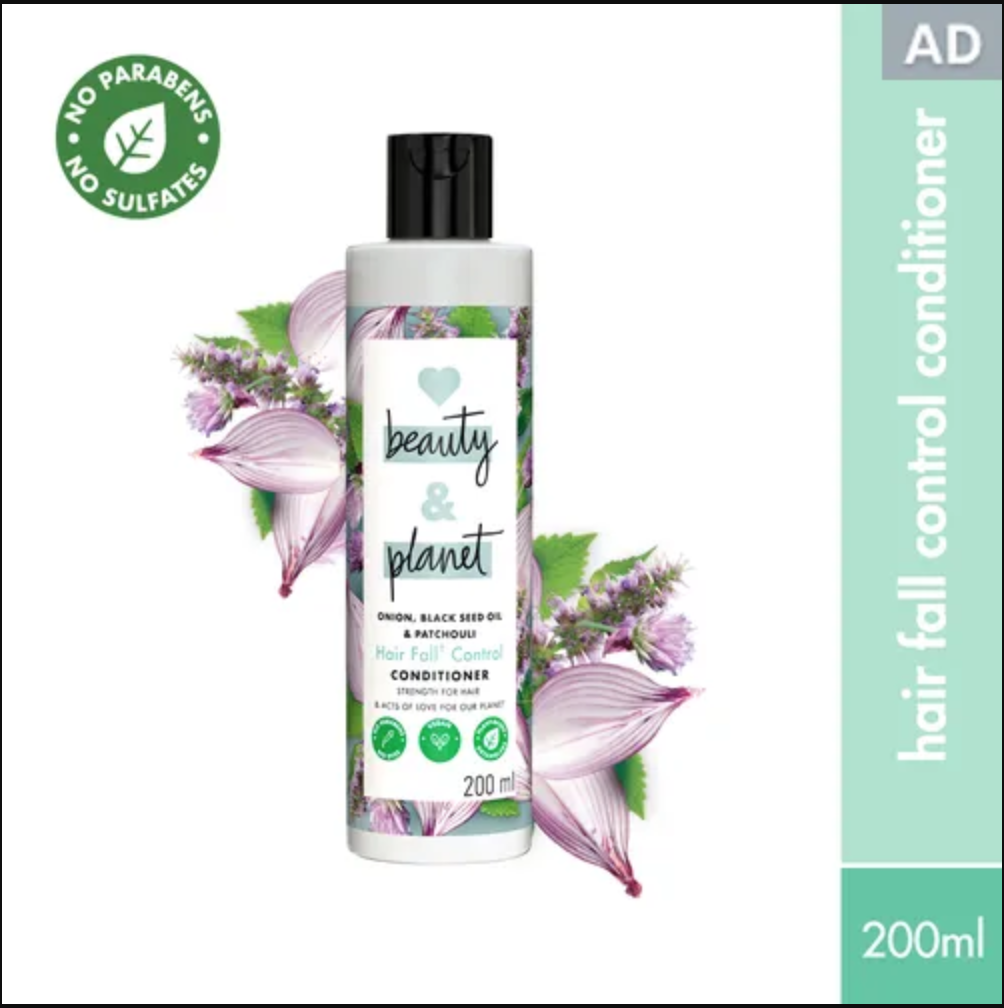 NO PARABENS
NO SULFATES
beauty
&
planet
ONION, BLACK SEED OIL
& PATCHOULI
Hair Fall† Control
CONDITIONER
STRENGTH FOR HAIR
& ACTS OF LOVE FOR OUR PLANET
VEGAN
200 ml
AD
hair fall control conditioner
200ml